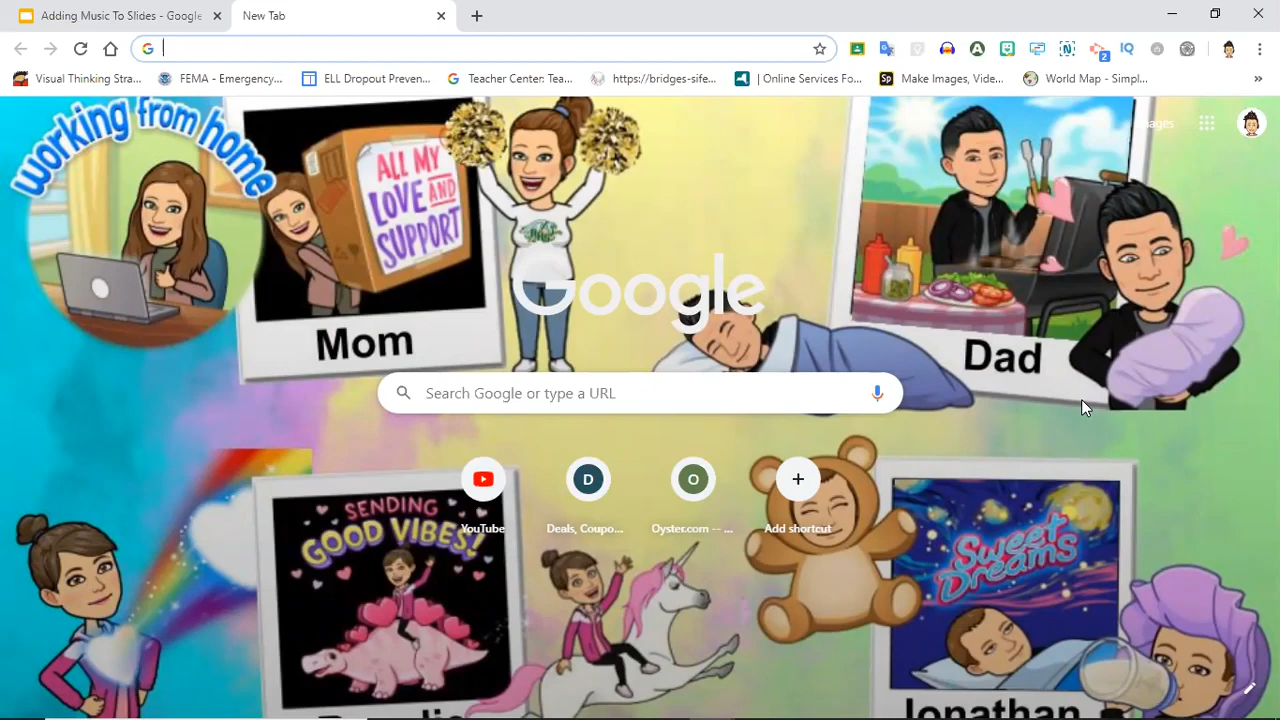 Adding Music To Slides - Google
New Tab
Visual Thinking Stra...
FEMA - Emergency...
ELL Dropout Preven...
Teacher Center: Tea...
https://bridges-sife...
| Online Services Fo...
Make Images, Vide...
World Map - Simpl...
2
IQ
working from home
ALL MY
LOVE AND
SUPPORT
Mom
Google
Dad
Search Google or type a URL
YouTube
D
Deals, Coupo...
O
Oyster.com -- ...
Add shortcut
SENDING
GOOD VIBES!
Sweet
Dreams
Jonathan